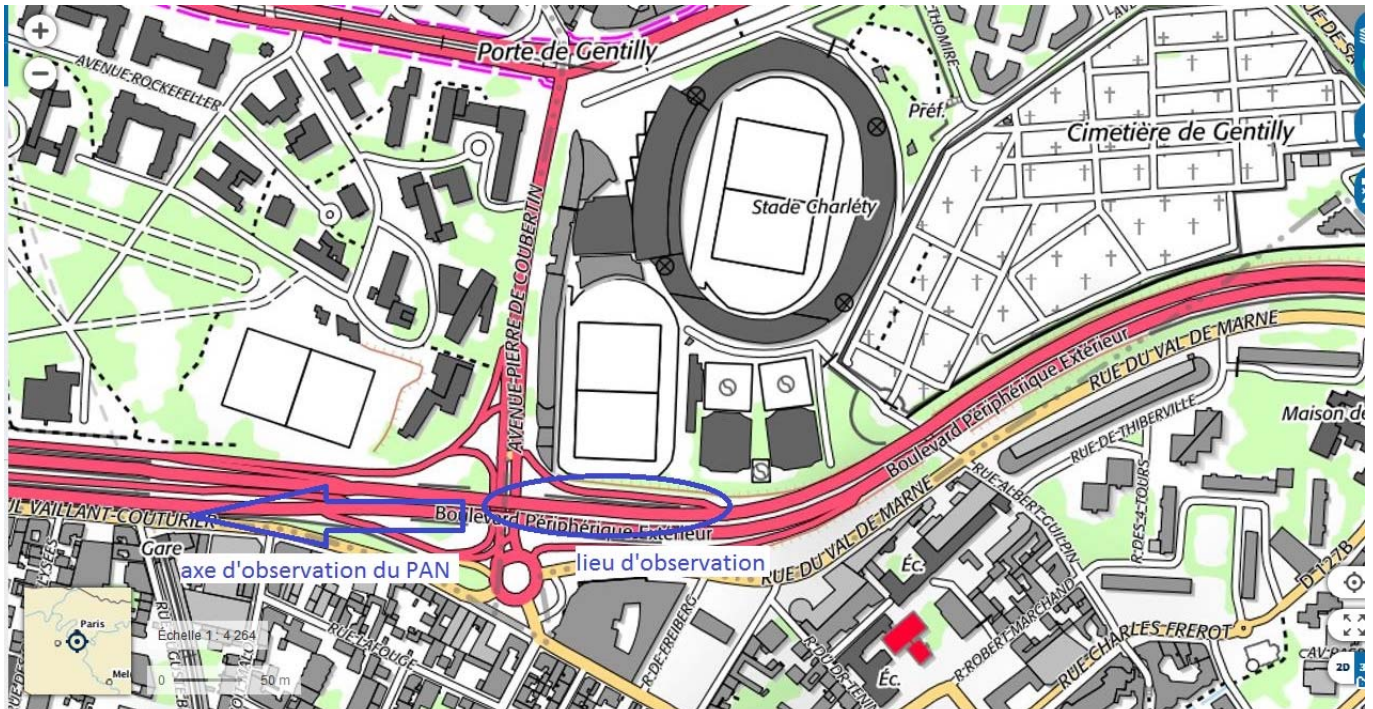 Porte de Gentilly
AVENUE-ROCKEFELLER
THOMIRE
Préf.
Cimetière de Gentilly
Stade Charléty
AVENUE-PIERRE DE COUBERTIN
Boulevard Périphérique Extérieur
RUE DU VAL DE MARNE
Maison de
RUE-DE-THIBERVILLE
RUE-ALBERT-GUILPIN
R-DES-4-TOURS
VAILLANT-COUTURIER
Boulevard Périphérique Extérieur
Gare
axe d'observation du PAN
lieu d'observation
RUE DU VAL DE MARNE
Éc.
D 127B
Paris
Échelle 1 : 4 264
RUE-LAFOUGE
R-DE-FREIBERG
R-ROBERT-MARCHAND
RUE CHARLES FREROT
Éc.
0 50 m
2D